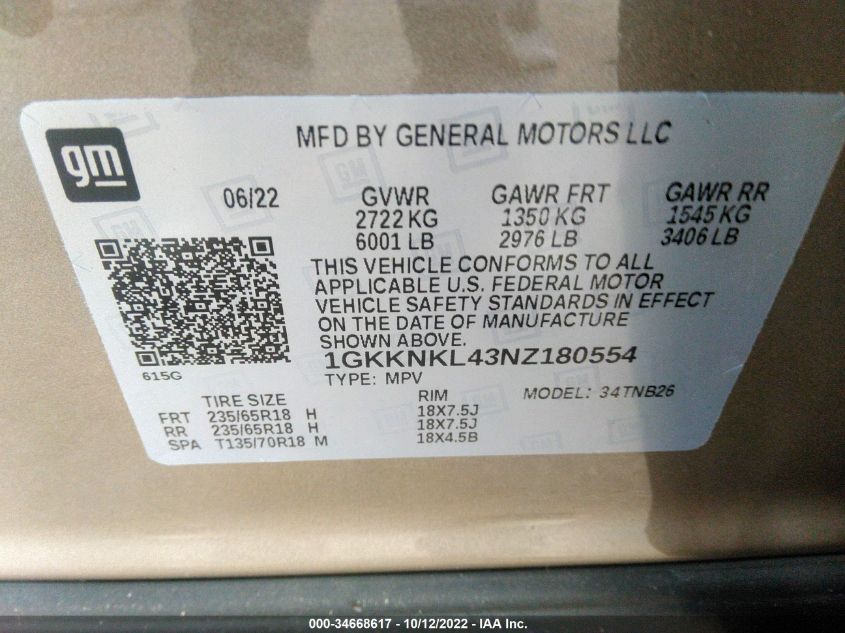 gm
MFD BY GENERAL MOTORS LLC
06/22
GVWR GAWR FRT GAWR RR
2722 KG 1350 KG 1545 KG
6001 LB 2976 LB 3406 LB
THIS VEHICLE CONFORMS TO ALL
APPLICABLE U.S. FEDERAL MOTOR
VEHICLE SAFETY STANDARDS IN EFFECT
ON THE DATE OF MANUFACTURE
SHOWN ABOVE.
615G
1GKKNKL43NZ180554
TYPE: MPV MODEL: 34TNB26
TIRE SIZE RIM
FRT 235/65R18 H 18X7.5J
RR 235/65R18 H 18X7.5J
SPA T135/70R18 M 18X4.5B
000-34668617 - 10/12/2022 - IAA Inc.